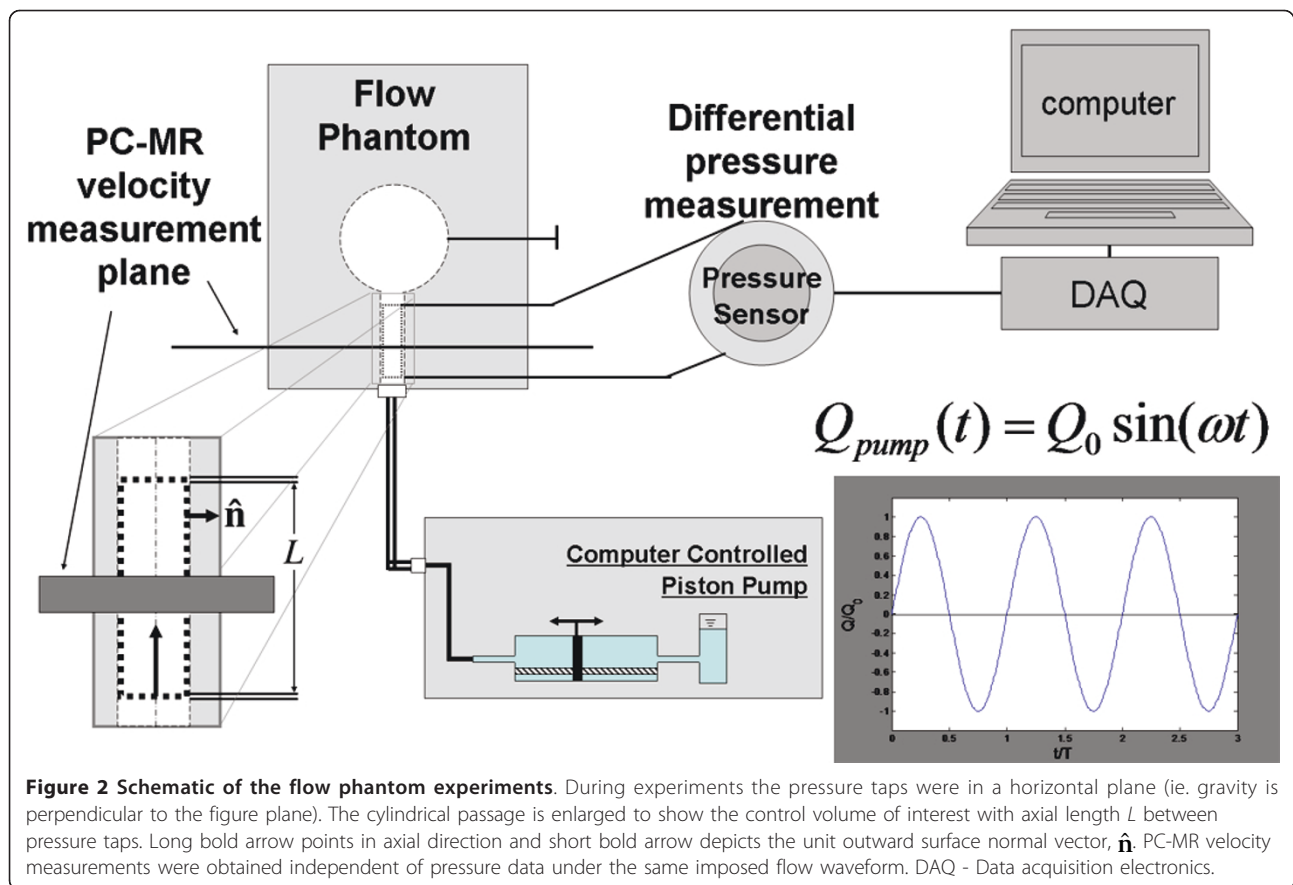 Flow
Phantom
PC-MR
velocity
measurement
plane
Differential
pressure
measurement
Pressure
Sensor
computer
DAQ
n̂
L
Computer Controlled
Piston Pump
Q_pump(t) = Q_0 sin(ωt)
Q/Q_0
1
0.8
0.6
0.4
0.2
0
-0.2
-0.4
-0.6
-0.8
-1
0 0.5 1 1.5 2 2.5 3
t/T
Figure 2 Schematic of the flow phantom experiments. During experiments the pressure taps were in a horizontal plane (ie. gravity is
perpendicular to the figure plane). The cylindrical passage is enlarged to show the control volume of interest with axial length L between
pressure taps. Long bold arrow points in axial direction and short bold arrow depicts the unit outward surface normal vector, n̂. PC-MR velocity
measurements were obtained independent of pressure data under the same imposed flow waveform. DAQ - Data acquisition electronics.